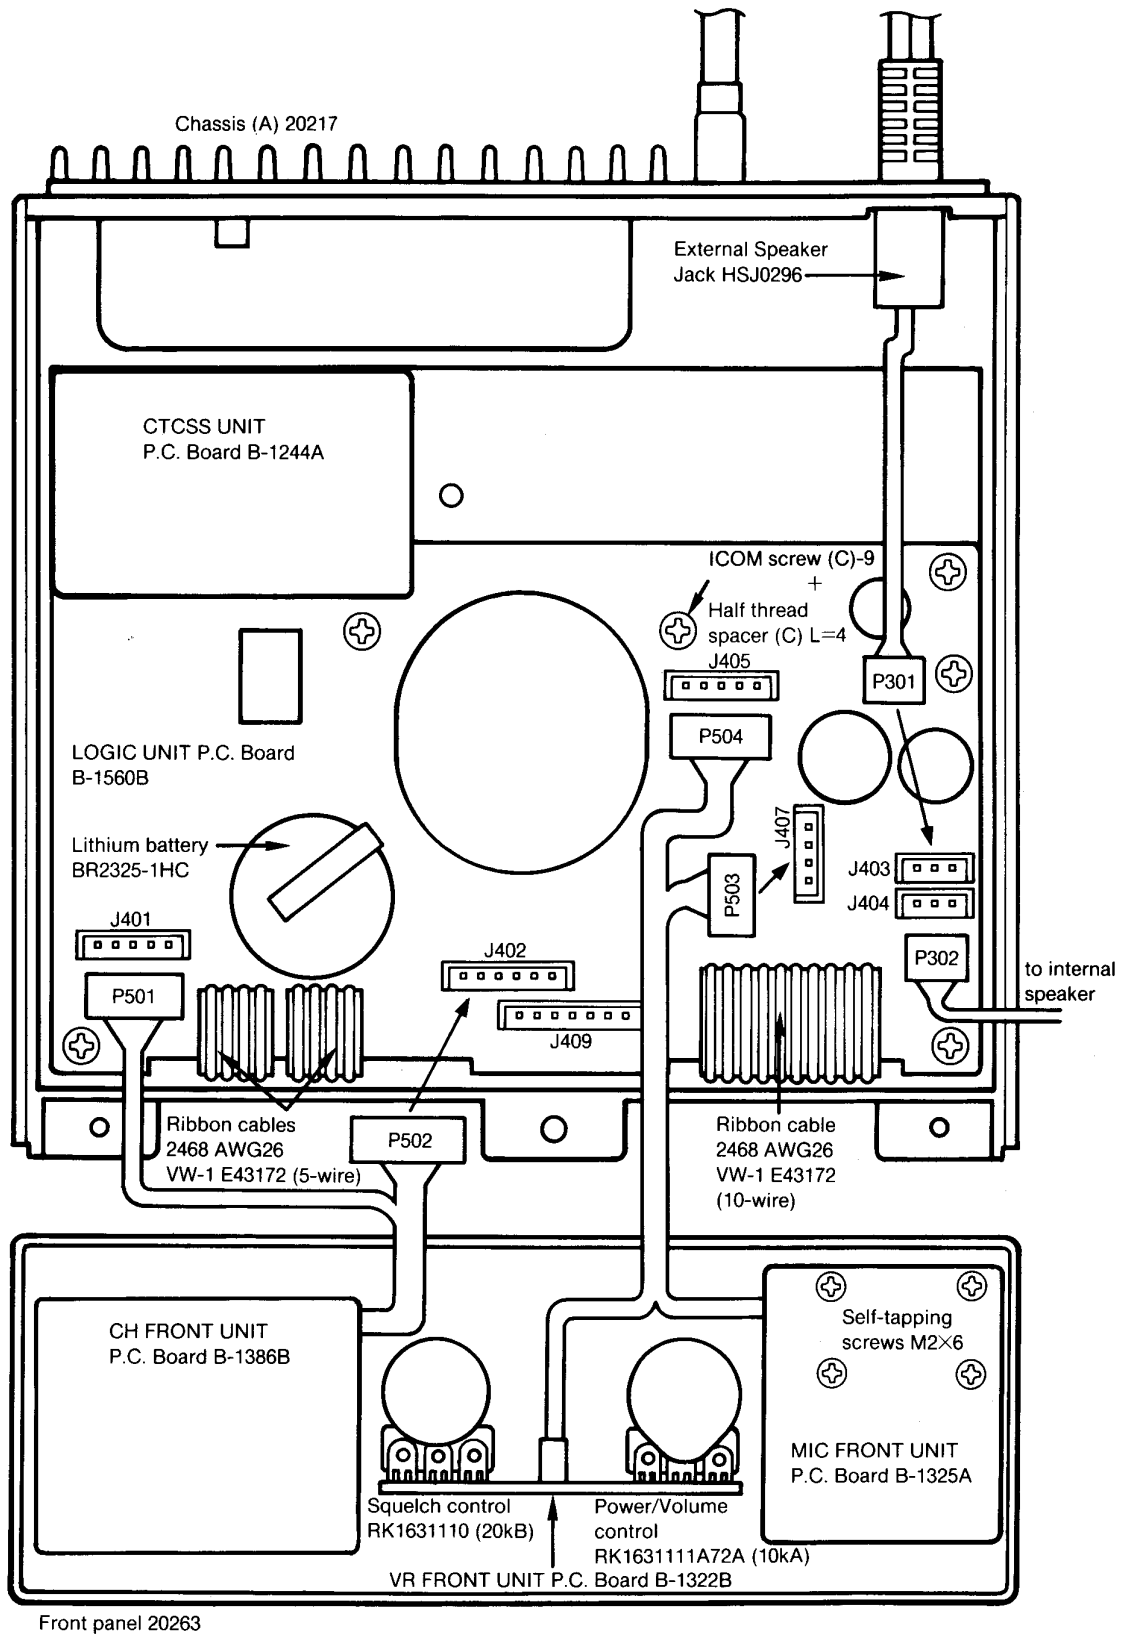 Chassis (A) 20217
External Speaker
Jack HSJ0296
CTCSS UNIT
P.C. Board B-1244A
ICOM screw (C)-9
+
Half thread
spacer (C) L=4
J405
P301
P504
LOGIC UNIT P.C. Board
B-1560B
J407
Lithium battery
BR2325-1HC
J403
P503
J404
J401
J402
P302
to internal
speaker
P501
J409
Ribbon cables
2468 AWG26
VW-1 E43172 (5-wire)
P502
Ribbon cable
2468 AWG26
VW-1 E43172
(10-wire)
CH FRONT UNIT
P.C. Board B-1386B
Self-tapping
screws M2×6
MIC FRONT UNIT
P.C. Board B-1325A
Squelch control
RK1631110 (20kB)
Power/Volume
control
RK1631111A72A (10kA)
VR FRONT UNIT P.C. Board B-1322B
Front panel 20263